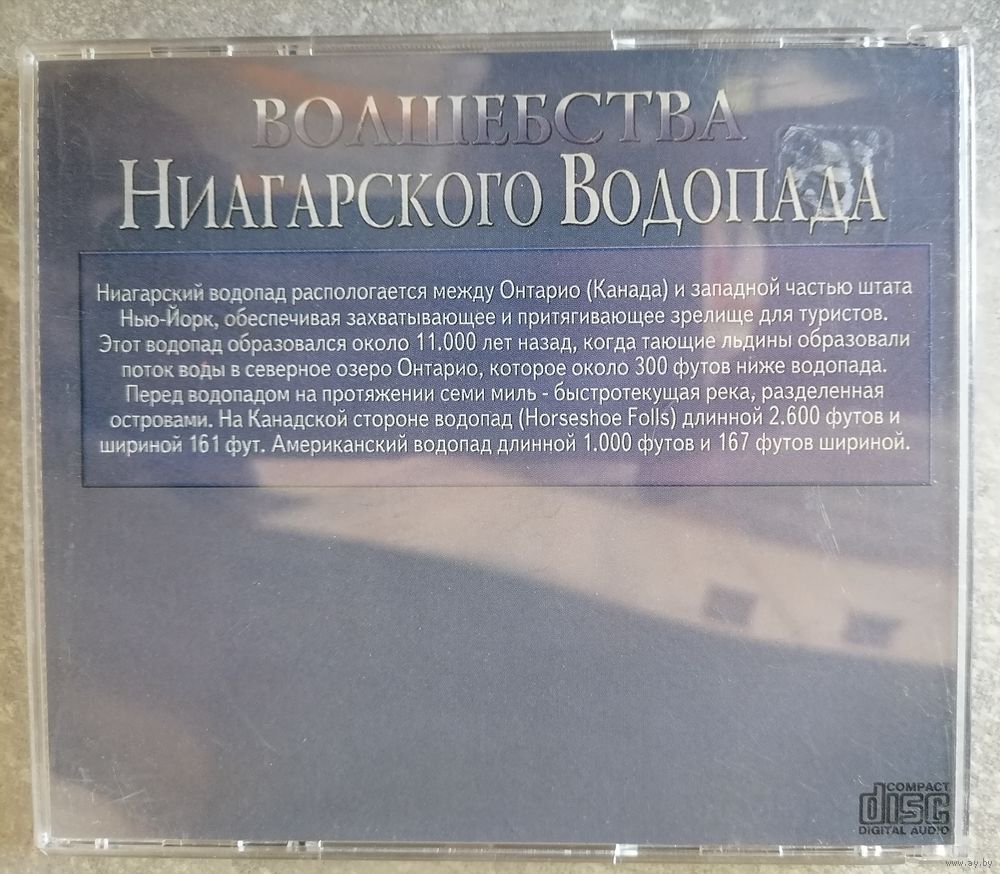 ВОЛШЕБСТВА
НИАГАРСКОГО ВОДОПАДА
Ниагарский водопад распологается между Онтарио (Канада) и западной частью штата
Нью-Йорк, обеспечивая захватывающее и притягивающее зрелище для туристов.
Этот водопад образовался около 11.000 лет назад, когда тающие льдины образовали
поток воды в северное озеро Онтарио, которое около 300 футов ниже водопада.
Перед водопадом на протяжении семи миль - быстротекущая река, разделенная
островами. На Канадской стороне водопад (Horseshoe Folls) длинной 2.600 футов и
шириной 161 фут. Американский водопад длинной 1.000 футов и 167 футов шириной.
COMPACT
disc
DIGITAL AUDIO
www.ay.by